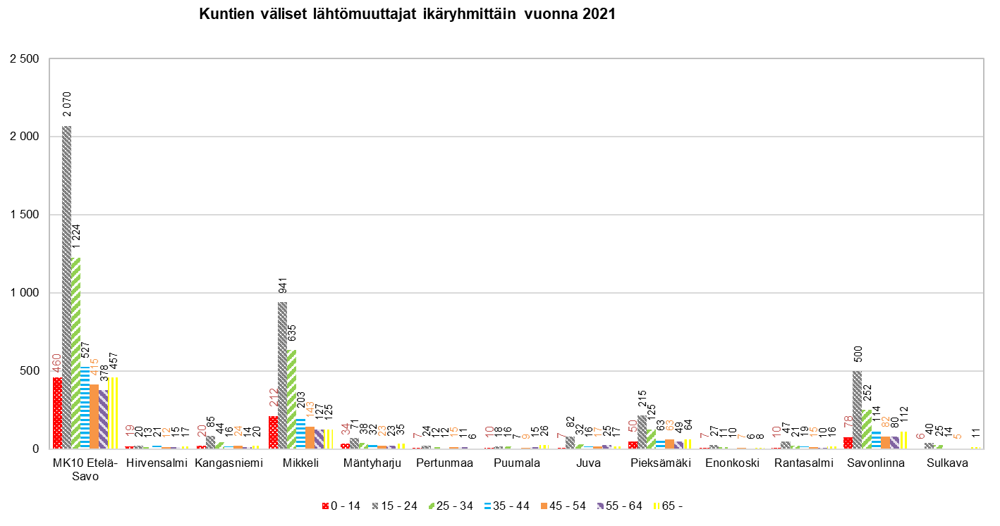 Kuntien väliset lähtömuuttajat ikäryhmittäin vuonna 2021
2 500
2 000
1 500
1 000
500
0
460 2 070 1 224 527 415 378 457
19 20 13 21 12 15 17
20 85 44 16 24 14 20
212 941 635 203 143 127 125
34 71 38 32 23 23 35
7 24 12 12 15 11 6
10 18 16 7 9 15 26
7 82 32 16 17 25 17
50 215 125 63 63 49 64
7 27 11 10 7 6 8
10 47 21 19 15 10 16
78 500 252 114 82 80 112
6 40 25 14 5 11
MK10 Etelä-
Savo
Hirvensalmi Kangasniemi Mikkeli Mäntyharju Pertunmaa Puumala Juva Pieksämäki Enonkoski Rantasalmi Savonlinna Sulkava
0 - 14 15 - 24 25 - 34 35 - 44 45 - 54 55 - 64 65 -